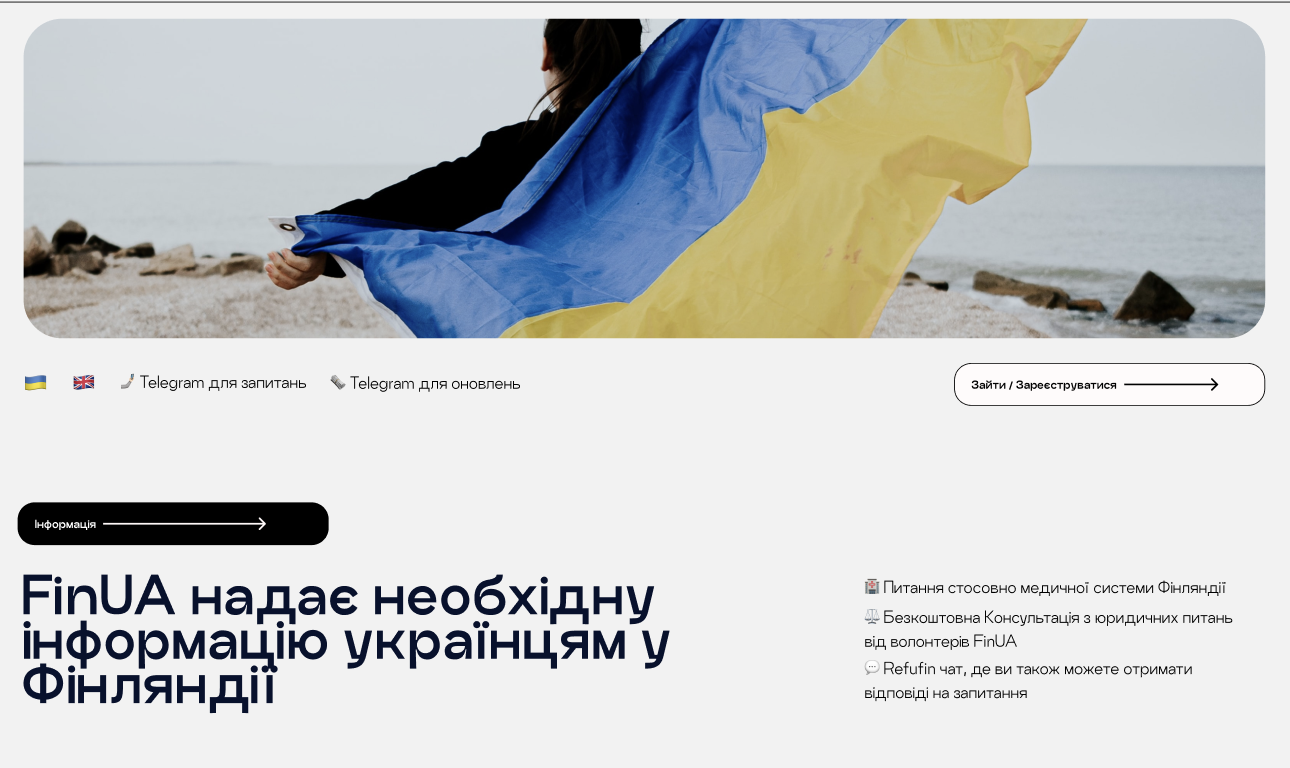 Telegram для запитань
Telegram для оновлень
Зайти / Зареєструватися
Інформація
FinUA надає необхідну
інформацію українцям у
Фінляндії
Питання стосовно медичної системи Фінляндії
Безкоштовна Консультація з юридичних питань
від волонтерів FinUA
Refufin чат, де ви також можете отримати
відповіді на запитання